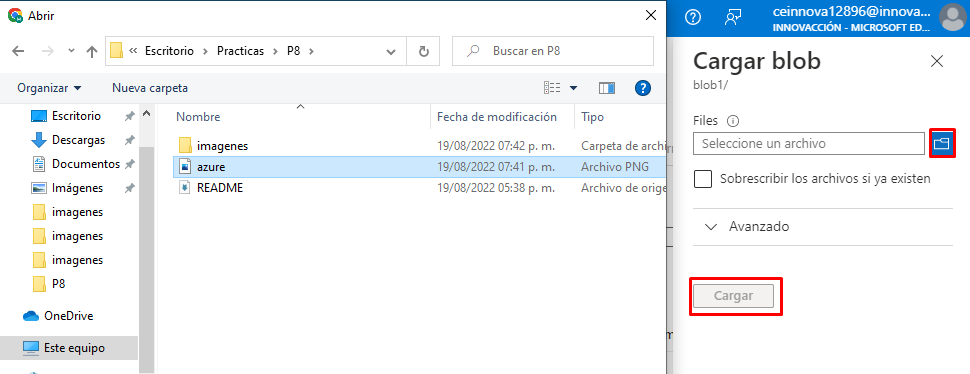 Abrir
« Escritorio › Practicas › P8 ›
Buscar en P8
Organizar
Nueva carpeta
Nombre
Fecha de modificación
Tipo
Escritorio
Descargas
Documentos
Imágenes
imagenes
imagenes
imagenes
P8
OneDrive
Este equipo
imagenes 19/08/2022 07:42 p. m. Carpeta de archi
azure 19/08/2022 07:41 p. m. Archivo PNG
README 19/08/2022 05:38 p. m. Archivo de orige
ceinnova12896@innova...
INNOVACCIÓN - MICROSOFT ED...
Cargar blob
blob1/
Files
Seleccione un archivo
Sobrescribir los archivos si ya existen
Avanzado
Cargar